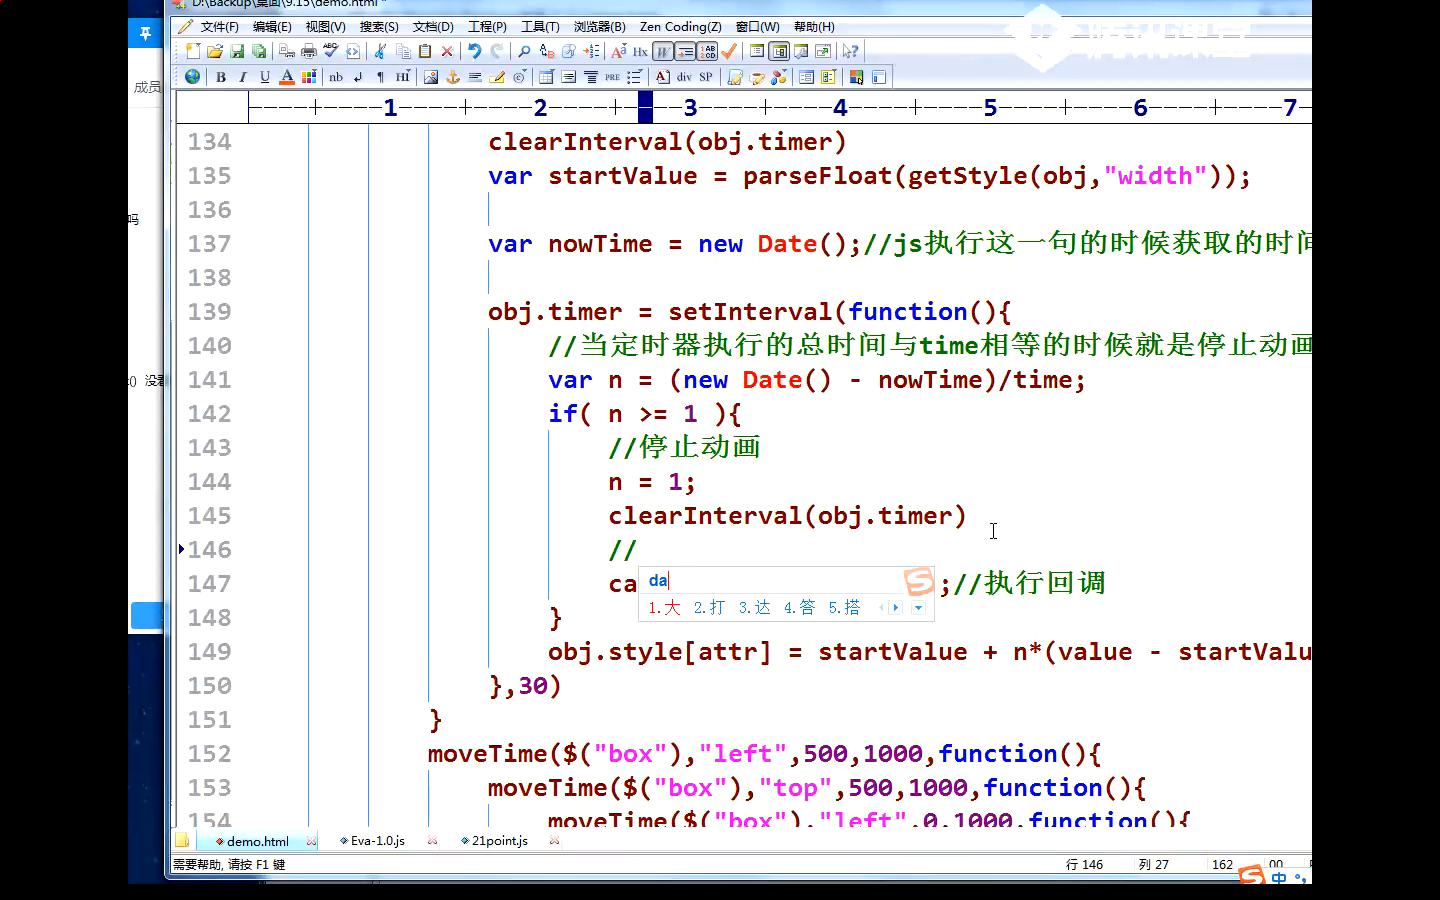 D:\Backup\桌面\9.15\demo.html *
文件(F) 编辑(E) 视图(V) 搜索(S) 文档(D) 工程(P) 工具(T) 浏览器(B) Zen Coding(Z) 窗口(W) 帮助(H)
成员
B I U A nb ¶ HI PRE A div SP
1 2 3 4 5 6 7
134 clearInterval(obj.timer)
135 var startValue = parseFloat(getStyle(obj,"width"));
吗
136
137 var nowTime = new Date();//js执行这一句的时候获取的时间
138
139 obj.timer = setInterval(function(){
140 //当定时器执行的总时间与time相等的时候就是停止动画
() 没看
141 var n = (new Date() - nowTime)/time;
142 if( n >= 1 ){
143 //停止动画
144 n = 1;
145 clearInterval(obj.timer)
146 //
147 ca ;//执行回调
da
1.大 2.打 3.达 4.答 5.搭
148 }
149 obj.style[attr] = startValue + n*(value - startValu
150 },30)
151 }
152 moveTime($("box"),"left",500,1000,function(){
153 moveTime($("box"),"top",500,1000,function(){
154 moveTime($("box"),"left",0,1000,function(){
demo.html Eva-1.0.js 21point.js
需要帮助, 请按 F1 键 行 146 列 27 162 00
中